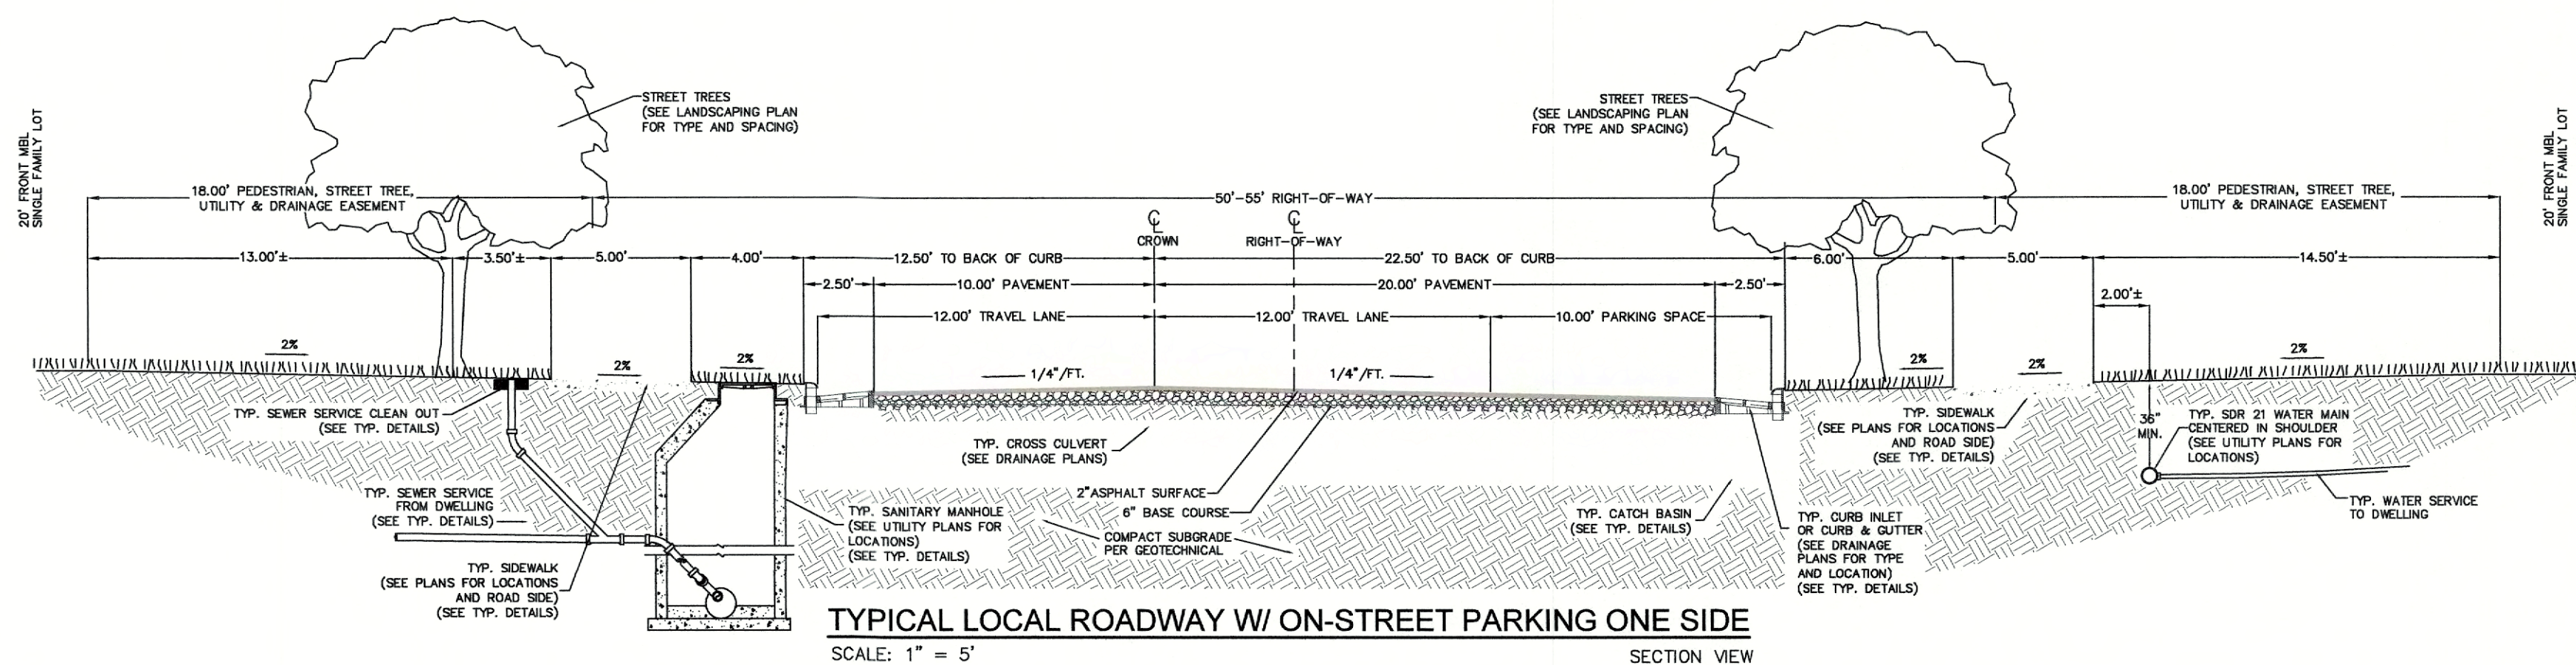 20' FRONT MBL
SINGLE FAMILY LOT
STREET TREES
(SEE LANDSCAPING PLAN
FOR TYPE AND SPACING)
STREET TREES
(SEE LANDSCAPING PLAN
FOR TYPE AND SPACING)
20' FRONT MBL
SINGLE FAMILY LOT
18.00' PEDESTRIAN, STREET TREE,
UTILITY & DRAINAGE EASEMENT
50'-55' RIGHT-OF-WAY
18.00' PEDESTRIAN, STREET TREE,
UTILITY & DRAINAGE EASEMENT
CL
CROWN
CL
RIGHT-OF-WAY
13.00'±
3.50'±
5.00'
4.00'
12.50' TO BACK OF CURB
22.50' TO BACK OF CURB
6.00'
5.00'
14.50'±
2.50'
10.00' PAVEMENT
20.00' PAVEMENT
2.50'
2.00'±
12.00' TRAVEL LANE
12.00' TRAVEL LANE
10.00' PARKING SPACE
2%
2%
2%
1/4"/FT.
1/4"/FT.
2%
2%
2%
TYP. SEWER SERVICE CLEAN OUT
(SEE TYP. DETAILS)
TYP. CROSS CULVERT
(SEE DRAINAGE PLANS)
TYP. SIDEWALK
(SEE PLANS FOR LOCATIONS
AND ROAD SIDE)
(SEE TYP. DETAILS)
36"
MIN.
TYP. SDR 21 WATER MAIN
CENTERED IN SHOULDER
(SEE UTILITY PLANS FOR
LOCATIONS)
TYP. SEWER SERVICE
FROM DWELLING
(SEE TYP. DETAILS)
2"ASPHALT SURFACE
6" BASE COURSE
TYP. SANITARY MANHOLE
(SEE UTILITY PLANS FOR
LOCATIONS)
(SEE TYP. DETAILS)
COMPACT SUBGRADE
PER GEOTECHNICAL
TYP. CATCH BASIN
(SEE TYP. DETAILS)
TYP. CURB INLET
OR CURB & GUTTER
(SEE DRAINAGE
PLANS FOR TYPE
AND LOCATION)
(SEE TYP. DETAILS)
TYP. WATER SERVICE
TO DWELLING
TYP. SIDEWALK
(SEE PLANS FOR LOCATIONS
AND ROAD SIDE)
(SEE TYP. DETAILS)
TYPICAL LOCAL ROADWAY W/ ON-STREET PARKING ONE SIDE
SCALE: 1" = 5'
SECTION VIEW